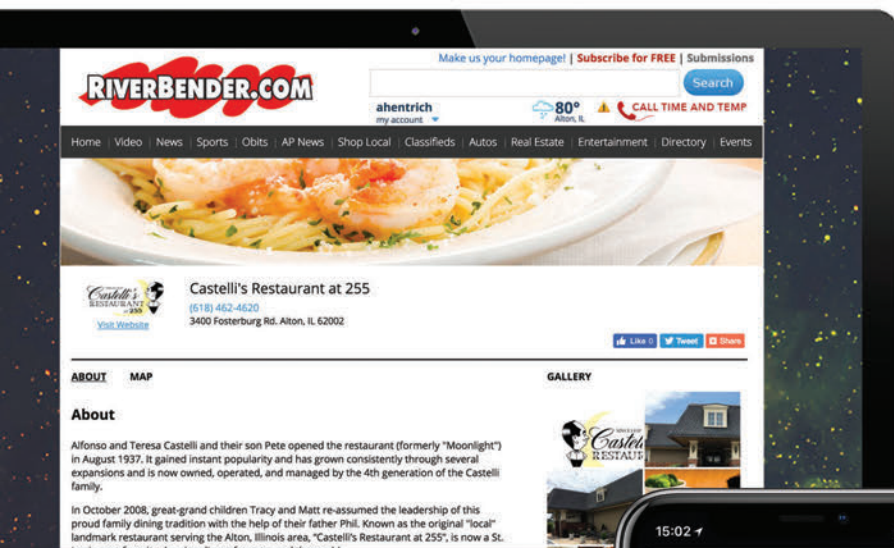 Make us your homepage! | Subscribe for FREE | Submissions
RIVERBENDER.COM
Search
ahentrich
my account
80°
Alton, IL
CALL TIME AND TEMP
Home | Video | News | Sports | Obits | AP News | Shop Local | Classifieds | Autos | Real Estate | Entertainment | Directory | Events
Castelli's
RESTAURANT
at 255
Visit Website
Castelli's Restaurant at 255
(618) 462-4620
3400 Fosterburg Rd. Alton, IL 62002
Like 0
Tweet
Share
ABOUT
MAP
GALLERY
About
Alfonso and Teresa Castelli and their son Pete opened the restaurant (formerly "Moonlight")
in August 1937. It gained instant popularity and has grown consistently through several
expansions and is now owned, operated, and managed by the 4th generation of the Castelli
family.
In October 2008, great-grand children Tracy and Matt re-assumed the leadership of this
proud family dining tradition with the help of their father Phil. Known as the original "local"
landmark restaurant serving the Alton, Illinois area, "Castelli's Restaurant at 255", is now a St.
Castel
RESTAUR
15:02